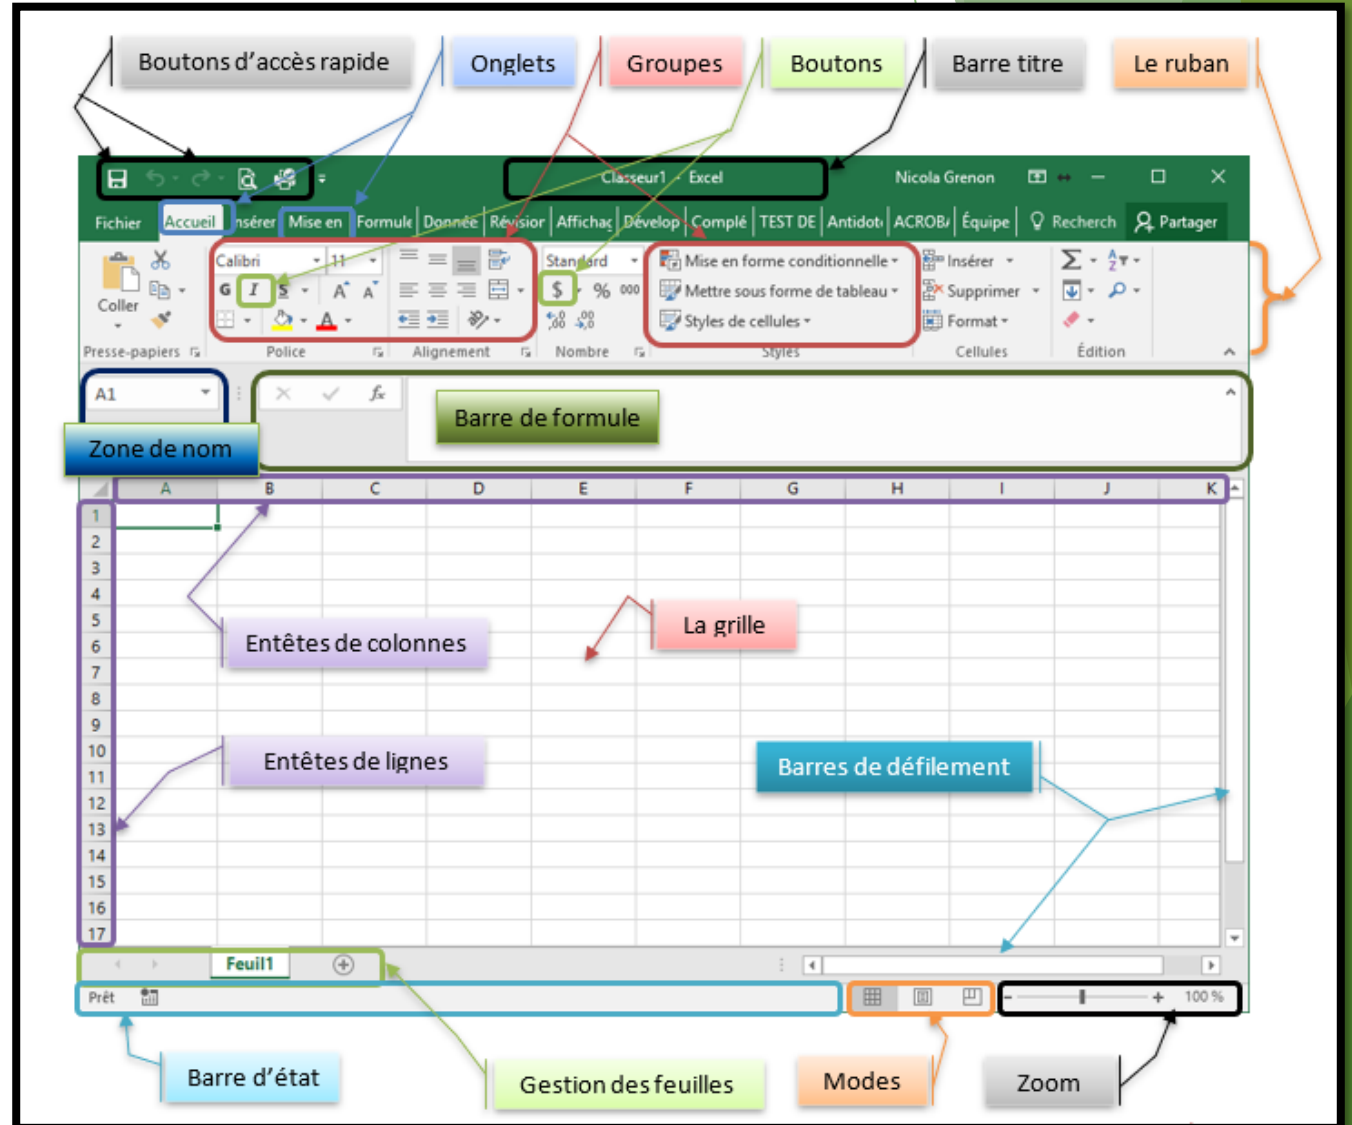 Boutons d'accès rapide
Onglets
Groupes
Boutons
Barre titre
Le ruban
Classeur1 - Excel
Nicola Grenon
Fichier Accueil Insérer Mise en Formule Donnée Révisior Affichag Dévelop Complé TEST DE Antidote ACROBA Équipe Recherch Partager
Coller
Presse-papiers
Calibri 11
G I S A A
A
Police
Alignement
Standard
$ % 000
,00 ,00
Nombre
Mise en forme conditionnelle
Mettre sous forme de tableau
Styles de cellules
Styles
Insérer
Supprimer
Format
Cellules
Σ A Z
Édition
A1
fx
Barre de formule
Zone de nom
A B C D E F G H I J K
1
2
3
4
5
6
7
8
9
10
11
12
13
14
15
16
17
La grille
Entêtes de colonnes
Entêtes de lignes
Barres de défilement
Feuil1
Prêt
- + 100 %
Barre d'état
Gestion des feuilles
Modes
Zoom